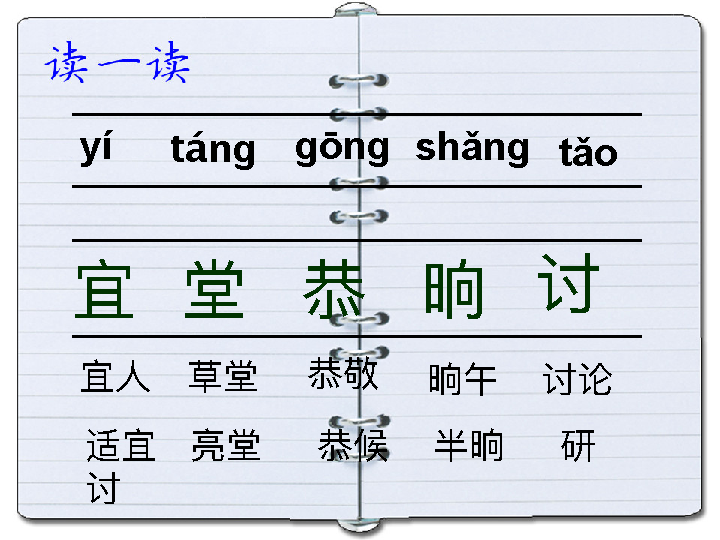 读一读
yí táng gōng shǎng tǎo
宜 堂 恭 晌 讨
宜人 草堂 恭敬 晌午 讨论
适宜 亮堂 恭候 半晌 研
讨